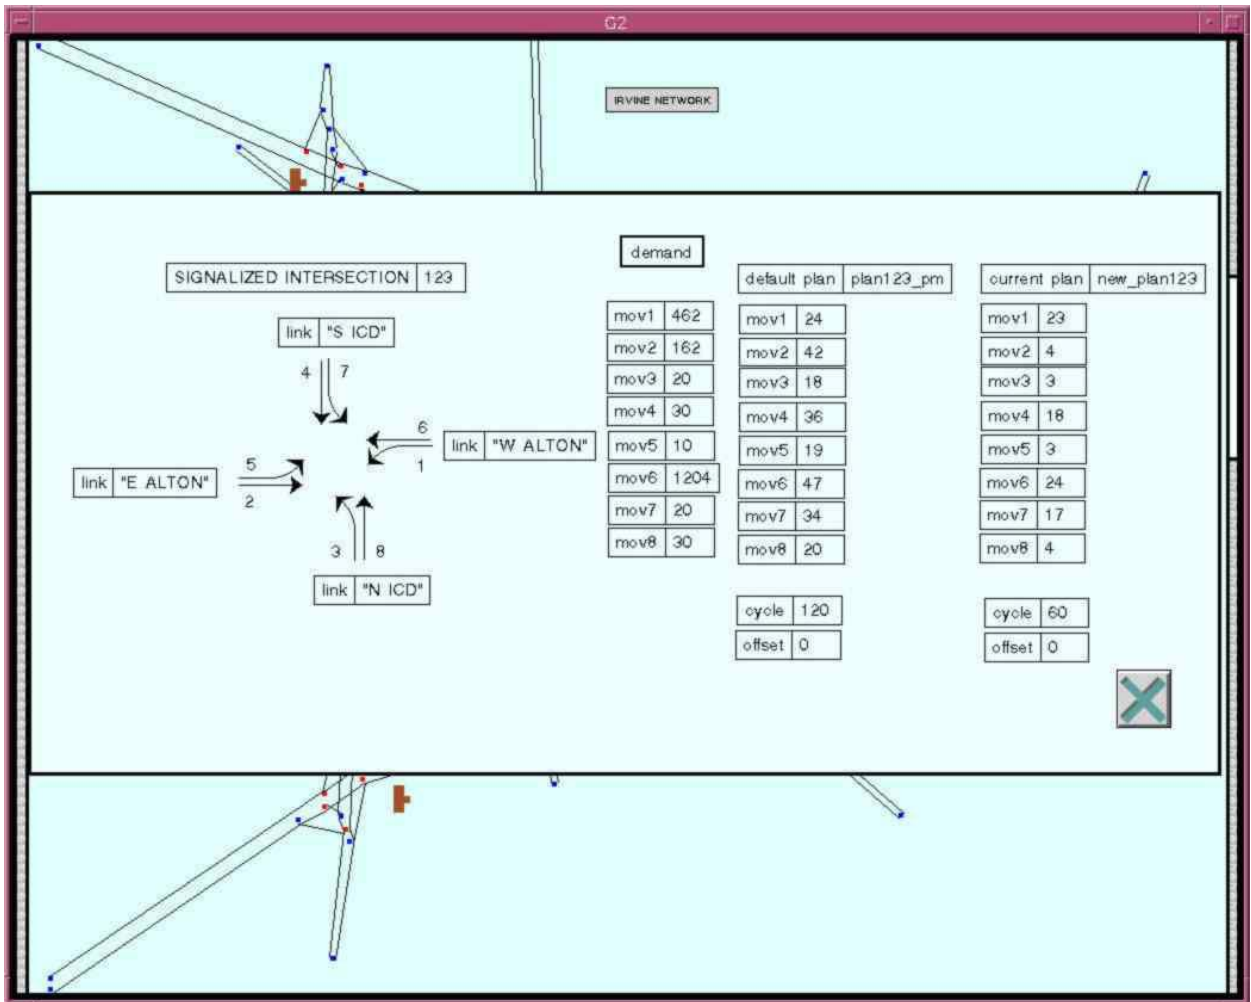 G2
IRVINE NETWORK
SIGNALIZED INTERSECTION 123
link "S ICD"
4 7
6
link "W ALTON"
1
link "E ALTON"
5
2
3 8
link "N ICD"
demand
mov1 462
mov2 162
mov3 20
mov4 30
mov5 10
mov6 1204
mov7 20
mov8 30
default plan plan123_pm
mov1 24
mov2 42
mov3 18
mov4 36
mov5 19
mov6 47
mov7 34
mov8 20
cycle 120
offset 0
current plan new_plan123
mov1 23
mov2 4
mov3 3
mov4 18
mov5 3
mov6 24
mov7 17
mov8 4
cycle 60
offset 0